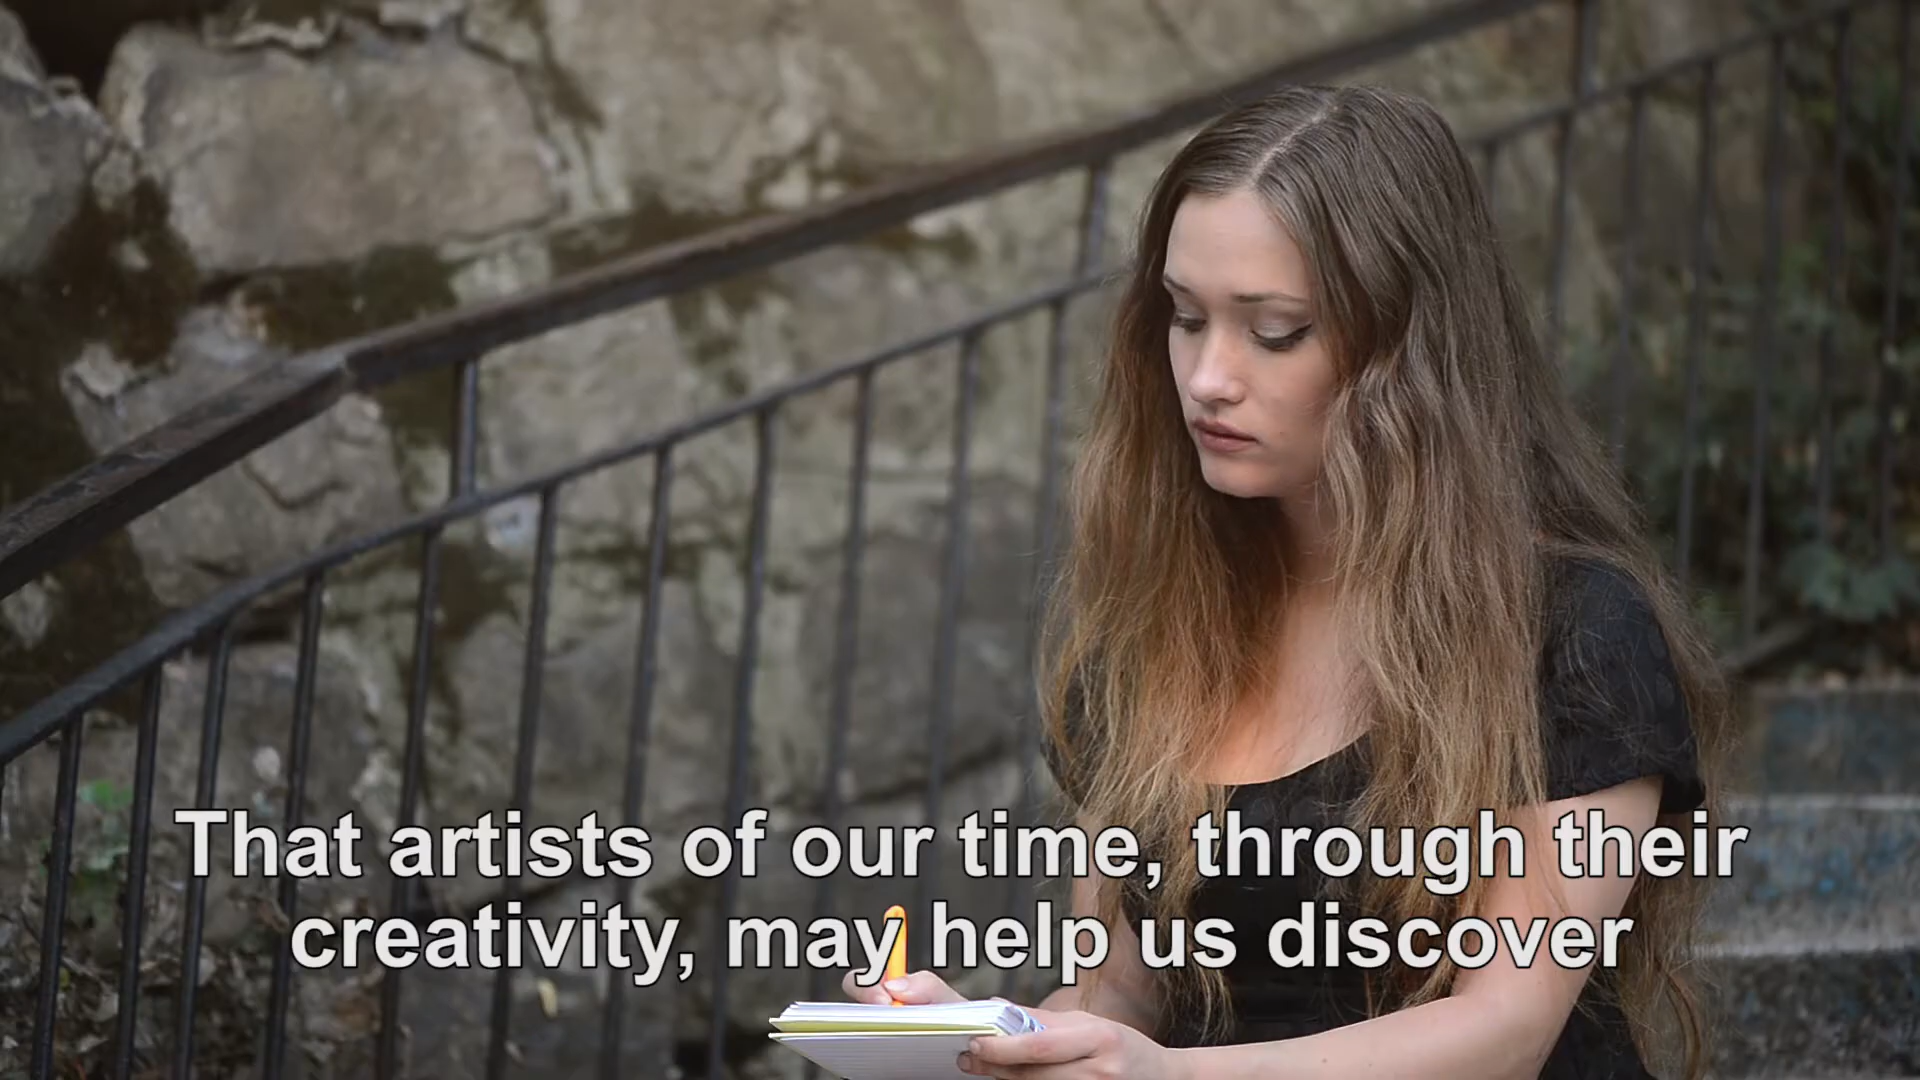 That artists of our time, through their
creativity, may help us discover